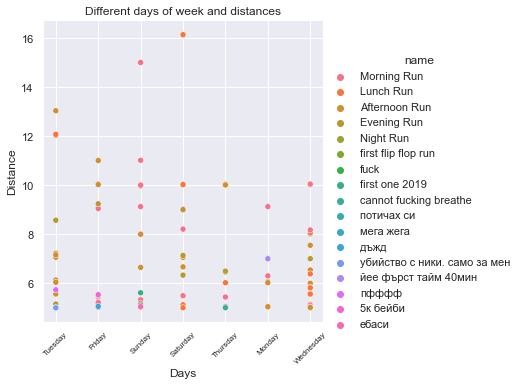 Different days of week and distances
16
14
12
10
8
6
Distance
Tuesday
Friday
Sunday
Saturday
Thursday
Monday
Wednesday
Days
name
Morning Run
Lunch Run
Afternoon Run
Evening Run
Night Run
first flip flop run
fuck
first one 2019
cannot fucking breathe
потичах си
мега жега
дъжд
убийство с ники. само за мен
йее фърст тайм 40мин
пфффф
5к бейби
ебаси